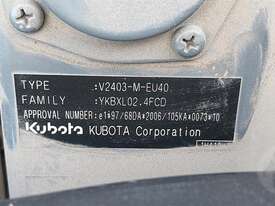 TYPE :V2403-M-EU40
FAMILY :YKBXL02.4FCD
APPROVAL NUMBER:e1*97/68DA*2006/105KA*0073*10
Kubota KUBOTA Corporation